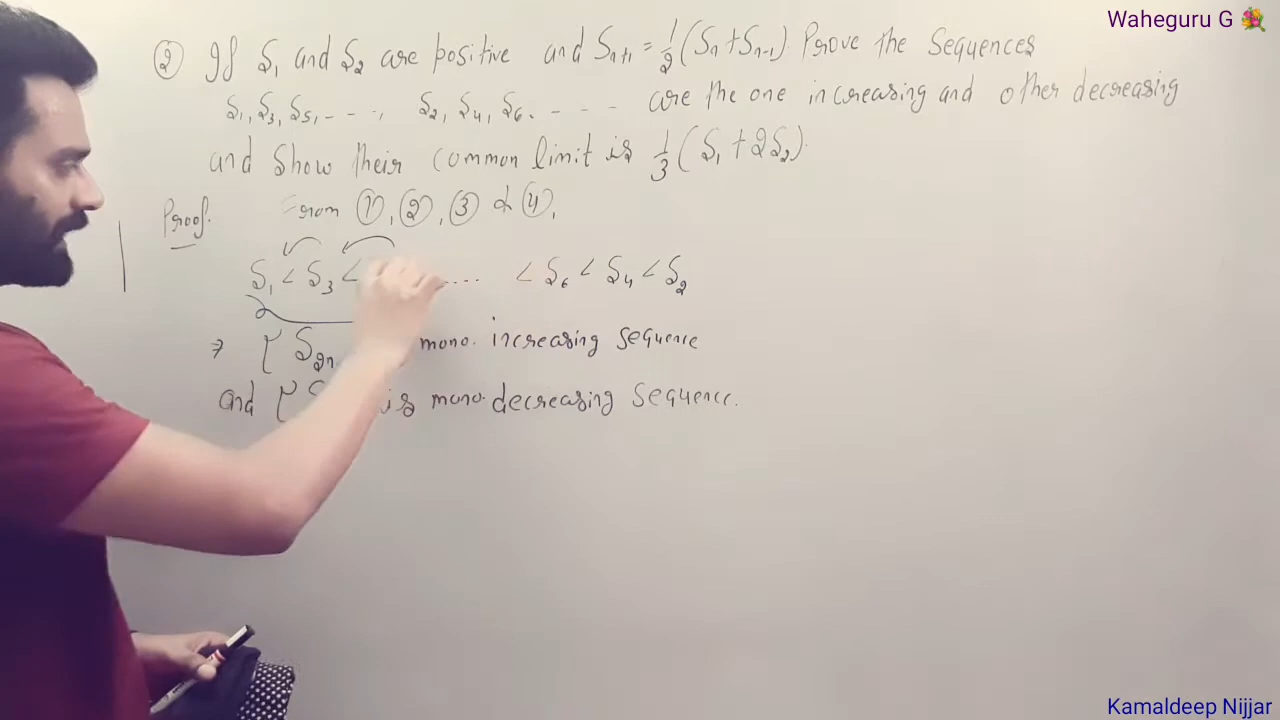 Waheguru G 💐
② If S₁ and S₂ are positive and Sₙ₊₁ = 1/2 (Sₙ + Sₙ₋₁). Prove the Sequences
S₁, S₃, S₅, - - - , S₂, S₄, S₆, - - - - are the one increasing and other decreasing
and Show their Common limit is 1/3 (S₁ + 2S₂).
Proof. From ①, ②, ③ & ④,
S₁ < S₃ < .... < S₆ < S₄ < S₂
⇒ { S₂ₙ mono. increasing sequence
and { is mono. decreasing sequence.
Kamaldeep Nijjar